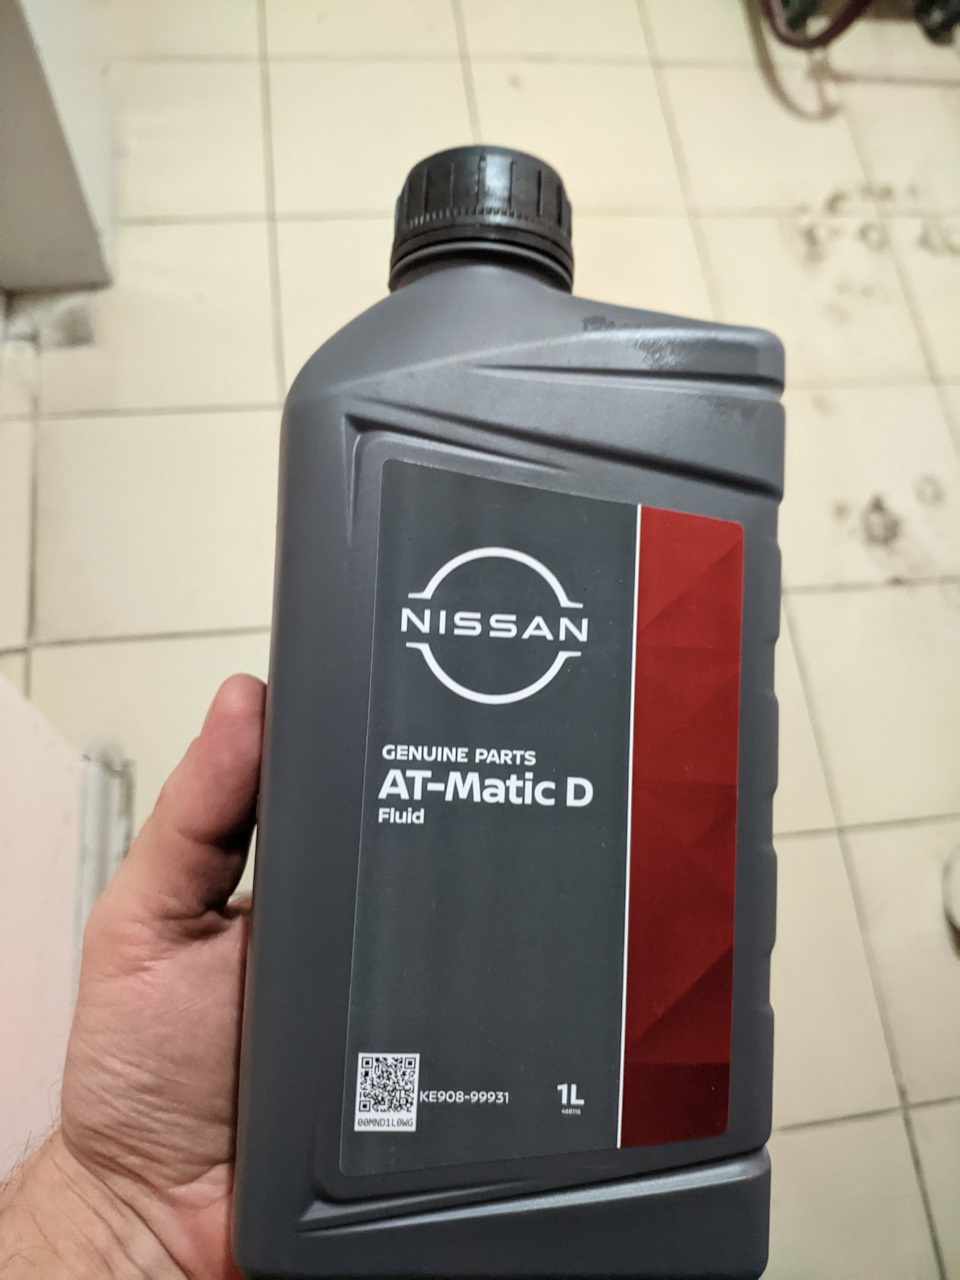 NISSAN
GENUINE PARTS
AT-Matic D
Fluid
KE908-99931
1L
00MND1L0WG